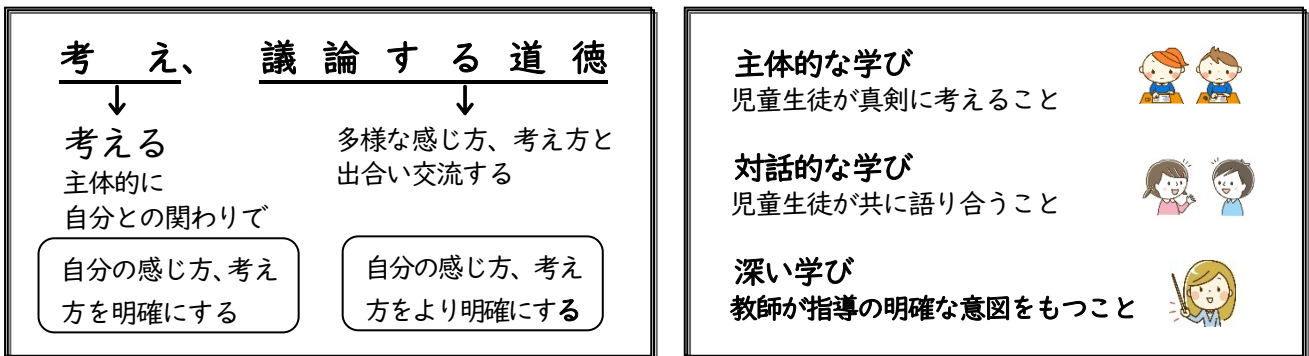 考え、議論する道徳
↓ ↓
考える
主体的に
自分との関わりで
自分の感じ方、考え
方を明確にする
多様な感じ方、考え方と
出合い交流する
自分の感じ方、考え
方をより明確にする
主体的な学び
児童生徒が真剣に考えること
対話的な学び
児童生徒が共に語り合うこと
深い学び
教師が指導の明確な意図をもつこと